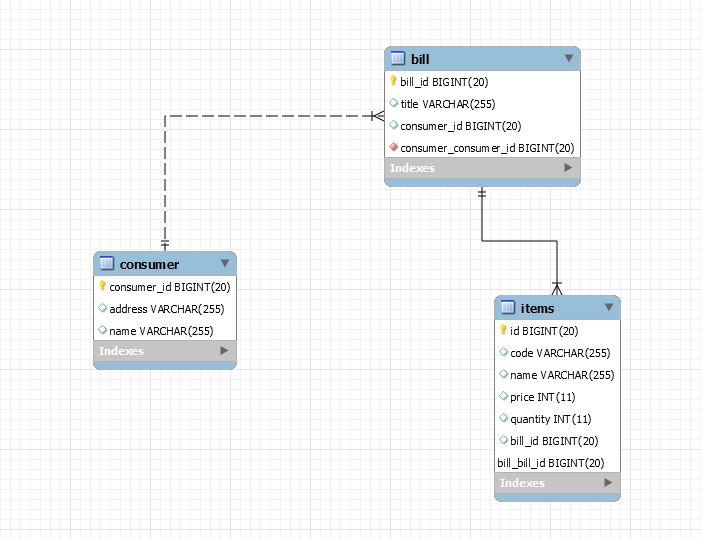 bill
bill_id BIGINT(20)
title VARCHAR(255)
consumer_id BIGINT(20)
consumer_consumer_id BIGINT(20)
Indexes
consumer
consumer_id BIGINT(20)
address VARCHAR(255)
name VARCHAR(255)
Indexes
items
id BIGINT(20)
code VARCHAR(255)
name VARCHAR(255)
price INT(11)
quantity INT(11)
bill_id BIGINT(20)
bill_bill_id BIGINT(20)
Indexes